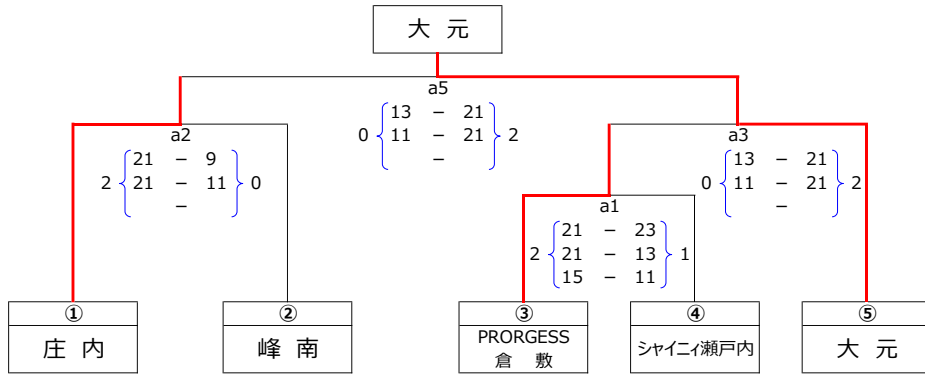 大 元
a5
13 － 21
0 11 － 21 2
－
a2
21 － 9
2 21 － 11 0
－
a3
13 － 21
0 11 － 21 2
－
a1
21 － 23
2 21 － 13 1
15 － 11
①
庄 内
②
峰 南
③
PRORGESS
倉 敷
④
シャイニィ瀬戸内
⑤
大 元